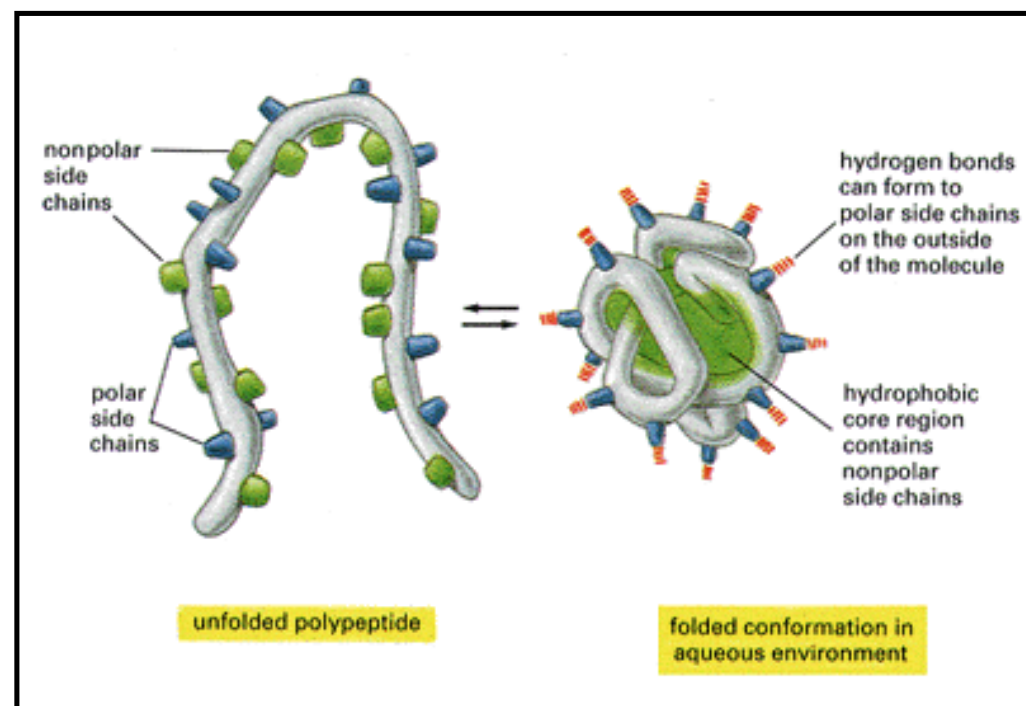 nonpolar
side
chains
polar
side
chains
hydrogen bonds
can form to
polar side chains
on the outside
of the molecule
hydrophobic
core region
contains
nonpolar
side chains
unfolded polypeptide
folded conformation in
aqueous environment